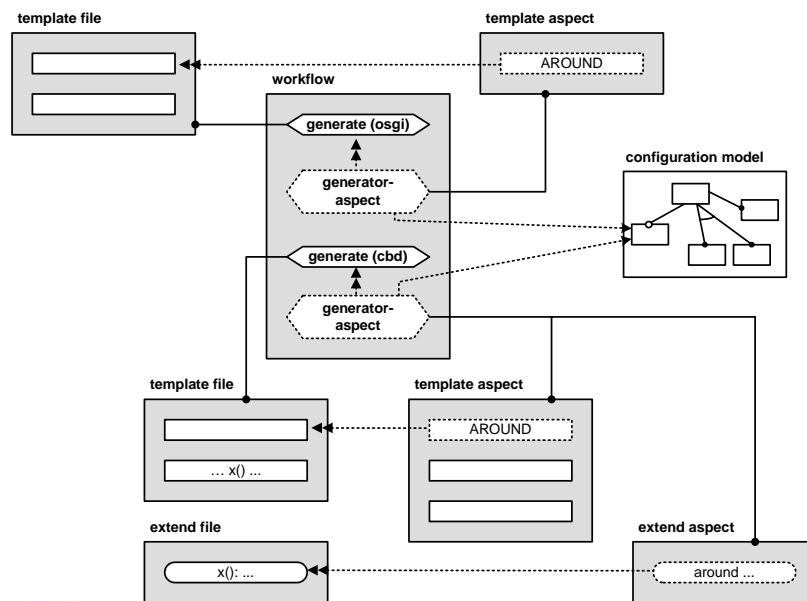 template file
template aspect
AROUND
workflow
generate (osgi)
generator-
aspect
configuration model
generate (cbd)
generator-
aspect
template file
template aspect
AROUND
... x() ...
extend file
extend aspect
x(): ...
around ...